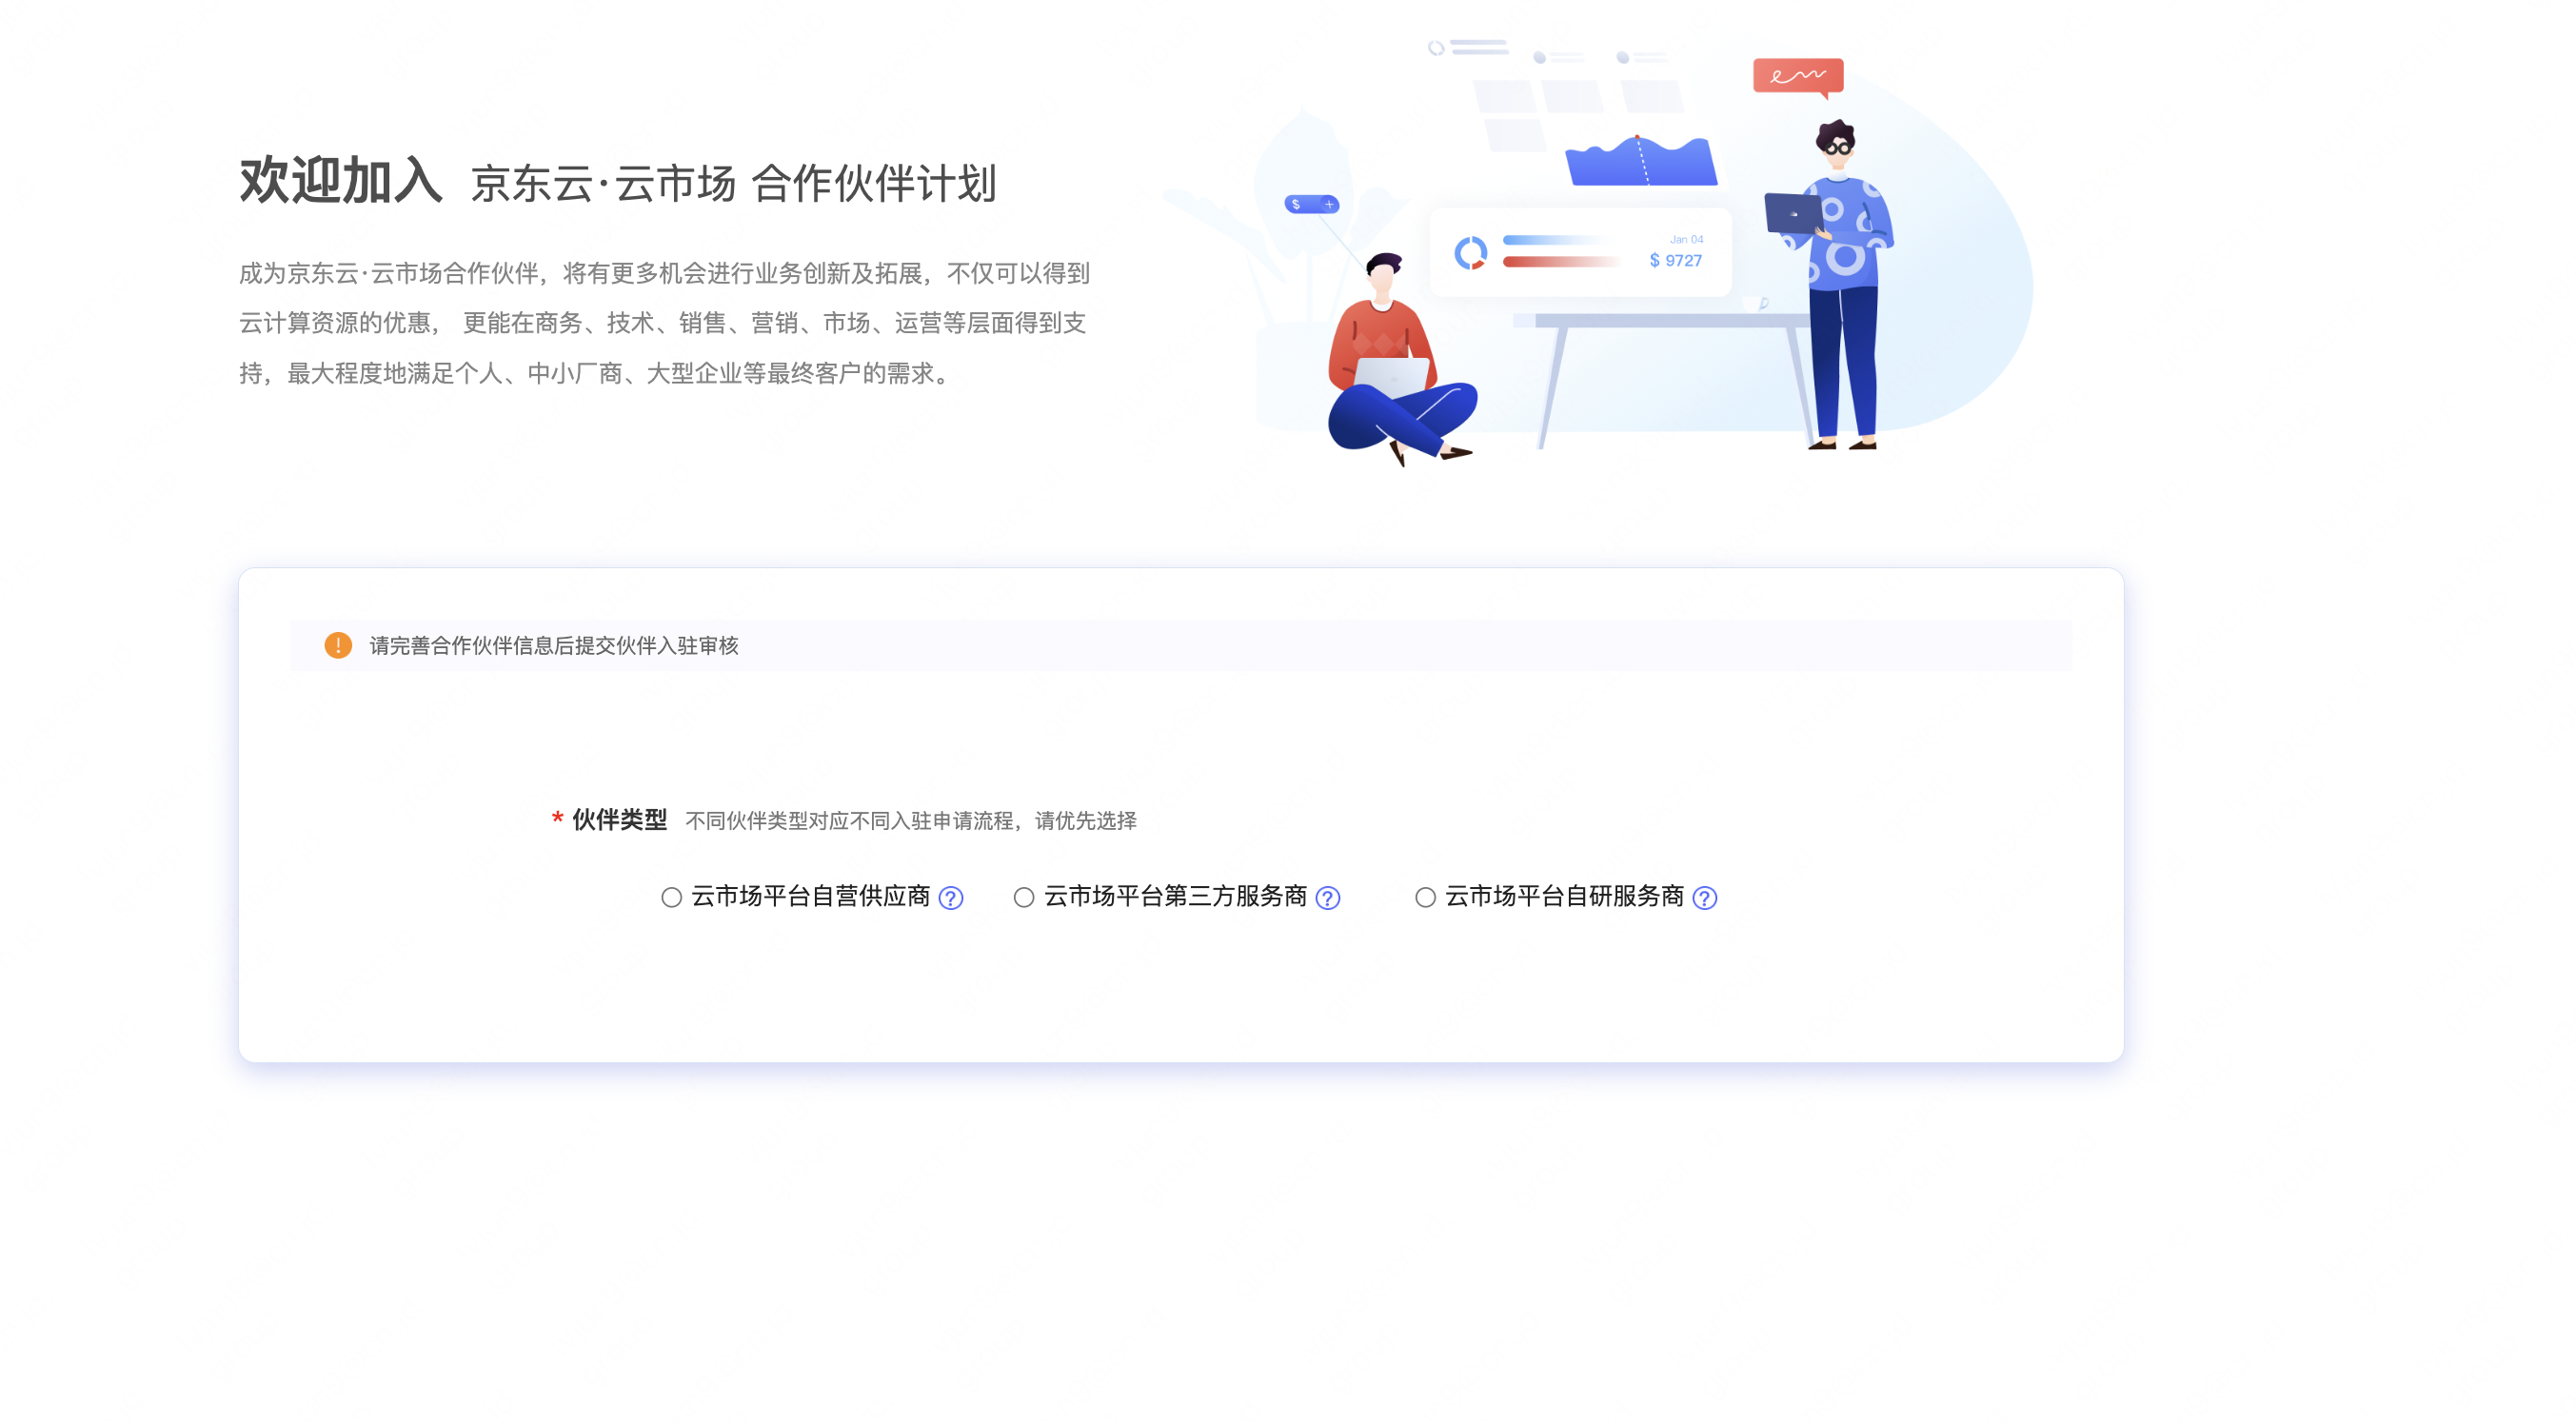 欢迎加入 京东云·云市场 合作伙伴计划
成为京东云·云市场合作伙伴，将有更多机会进行业务创新及拓展，不仅可以得到
云计算资源的优惠， 更能在商务、技术、销售、营销、市场、运营等层面得到支
持，最大程度地满足个人、中小厂商、大型企业等最终客户的需求。
$ +
Jan 04
$ 9727
! 请完善合作伙伴信息后提交伙伴入驻审核
* 伙伴类型 不同伙伴类型对应不同入驻申请流程，请优先选择
云市场平台自营供应商 ? 云市场平台第三方服务商 ? 云市场平台自研服务商 ?